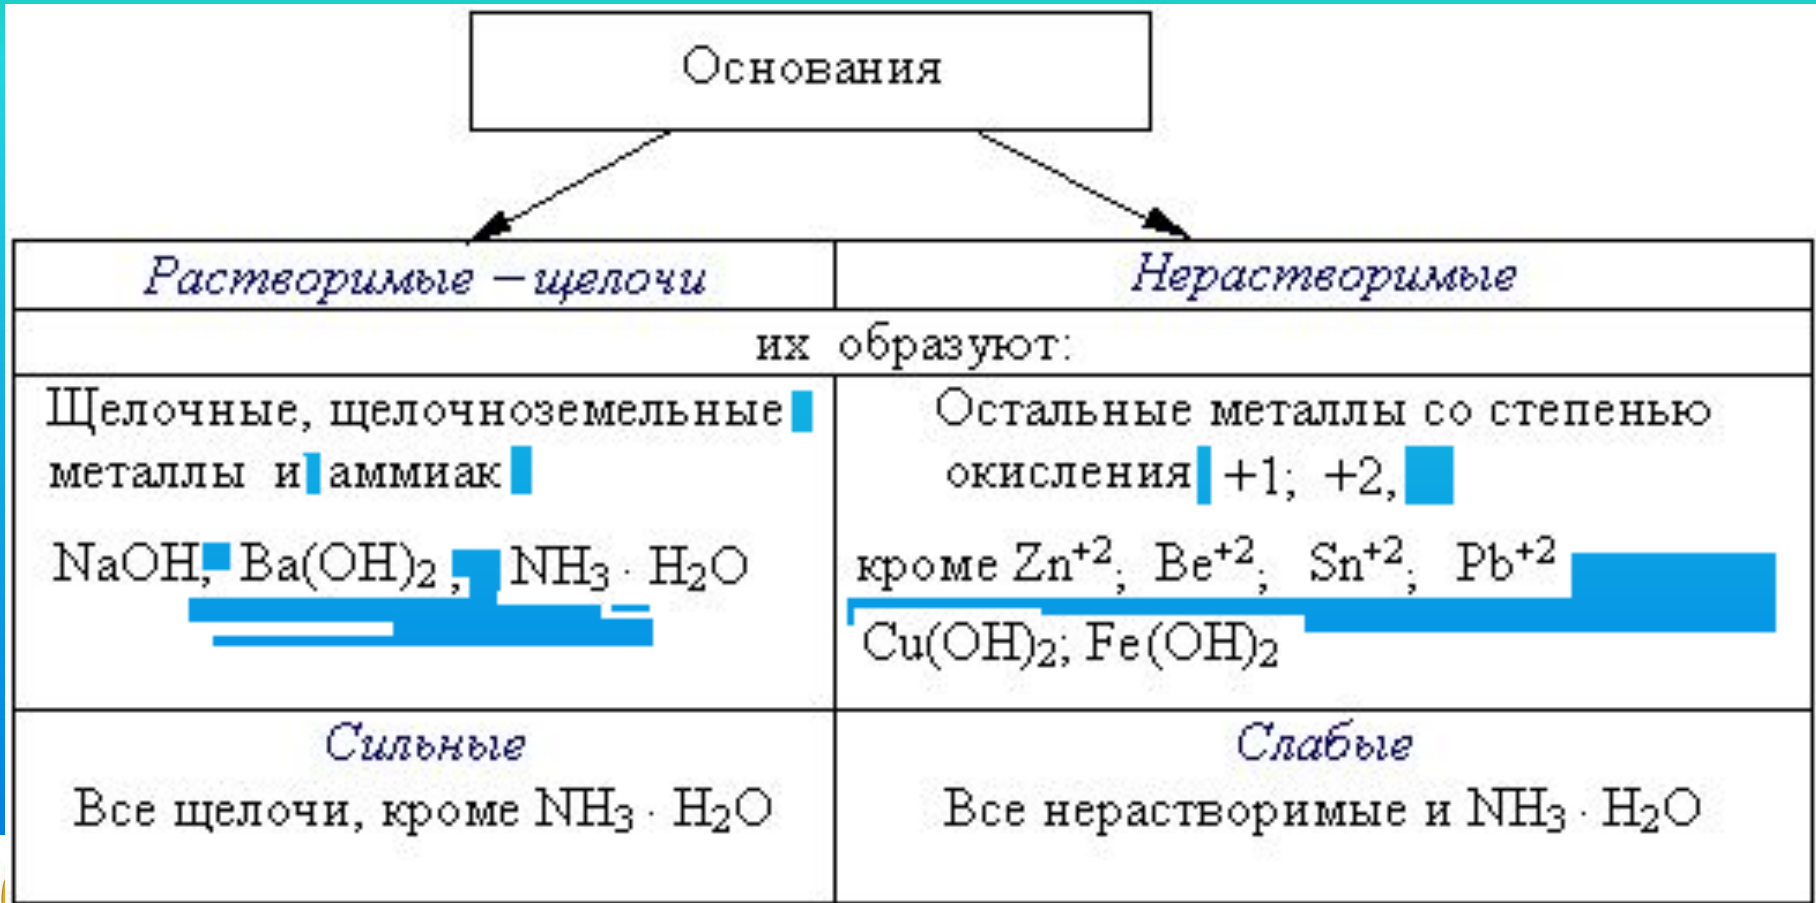 Основания
Растворимые – щелочи
Нерастворимые
их образуют:
Щелочные, щелочноземельные
металлы и аммиак
NaOH, Ba(OH)₂, NH₃ · H₂O
Остальные металлы со степенью
окисления +1; +2,
кроме Zn⁺²; Be⁺²; Sn⁺²; Pb⁺²
Cu(OH)₂; Fe(OH)₂
Сильные
Все щелочи, кроме NH₃ · H₂O
Слабые
Все нерастворимые и NH₃ · H₂O